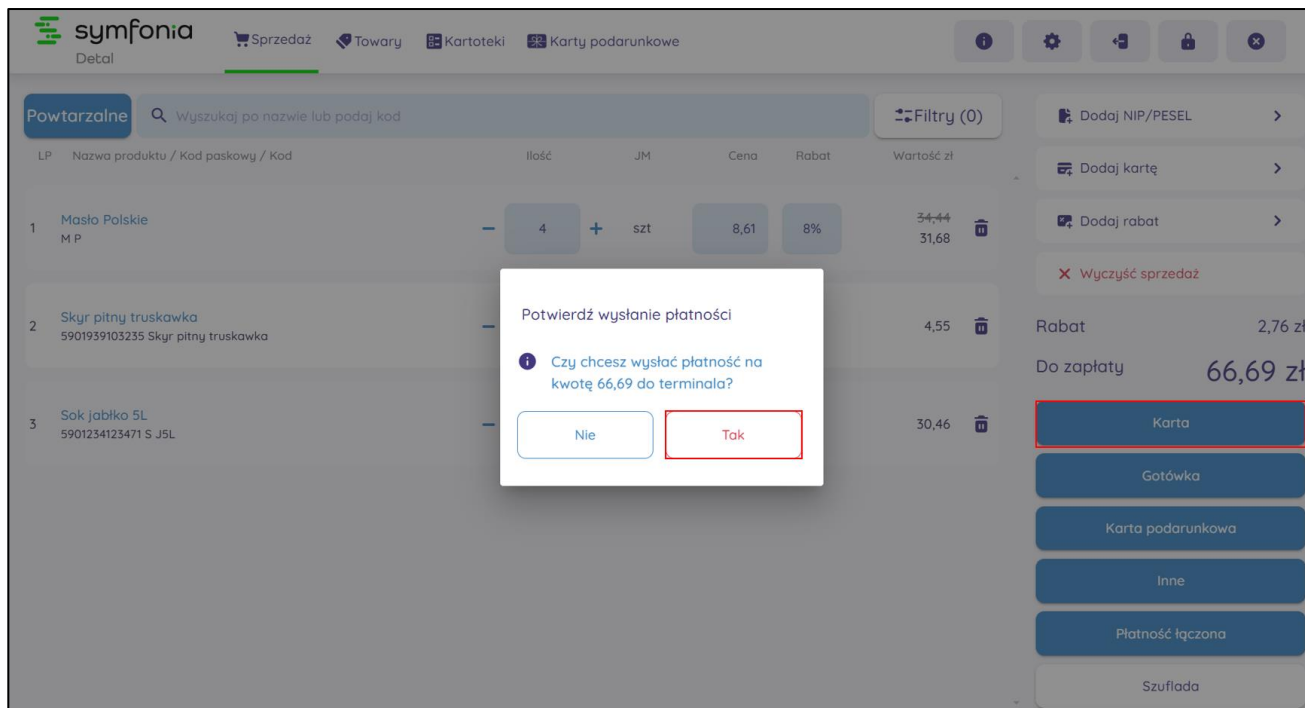 symfonia
Detal
Sprzedaż
Towary
Kartoteki
Karty podarunkowe
Powtarzalne
Wyszukaj po nazwie lub podaj kod
Filtry (0)
LP Nazwa produktu / Kod paskowy / Kod Ilość JM Cena Rabat Wartość zł
1 Masło Polskie
M P
4 szt 8,61 8%
34,44
31,68
2 Skyr pitny truskawka
5901939103235 Skyr pitny truskawka
4,55
3 Sok jabłko 5L
5901234123471 S J5L
30,46
Potwierdź wysłanie płatności
Czy chcesz wysłać płatność na
kwotę 66,69 do terminala?
Nie
Tak
Dodaj NIP/PESEL
Dodaj kartę
Dodaj rabat
Wyczyść sprzedaż
Rabat 2,76 zł
Do zapłaty 66,69 zł
Karta
Gotówka
Karta podarunkowa
Inne
Płatność łączona
Szuflada